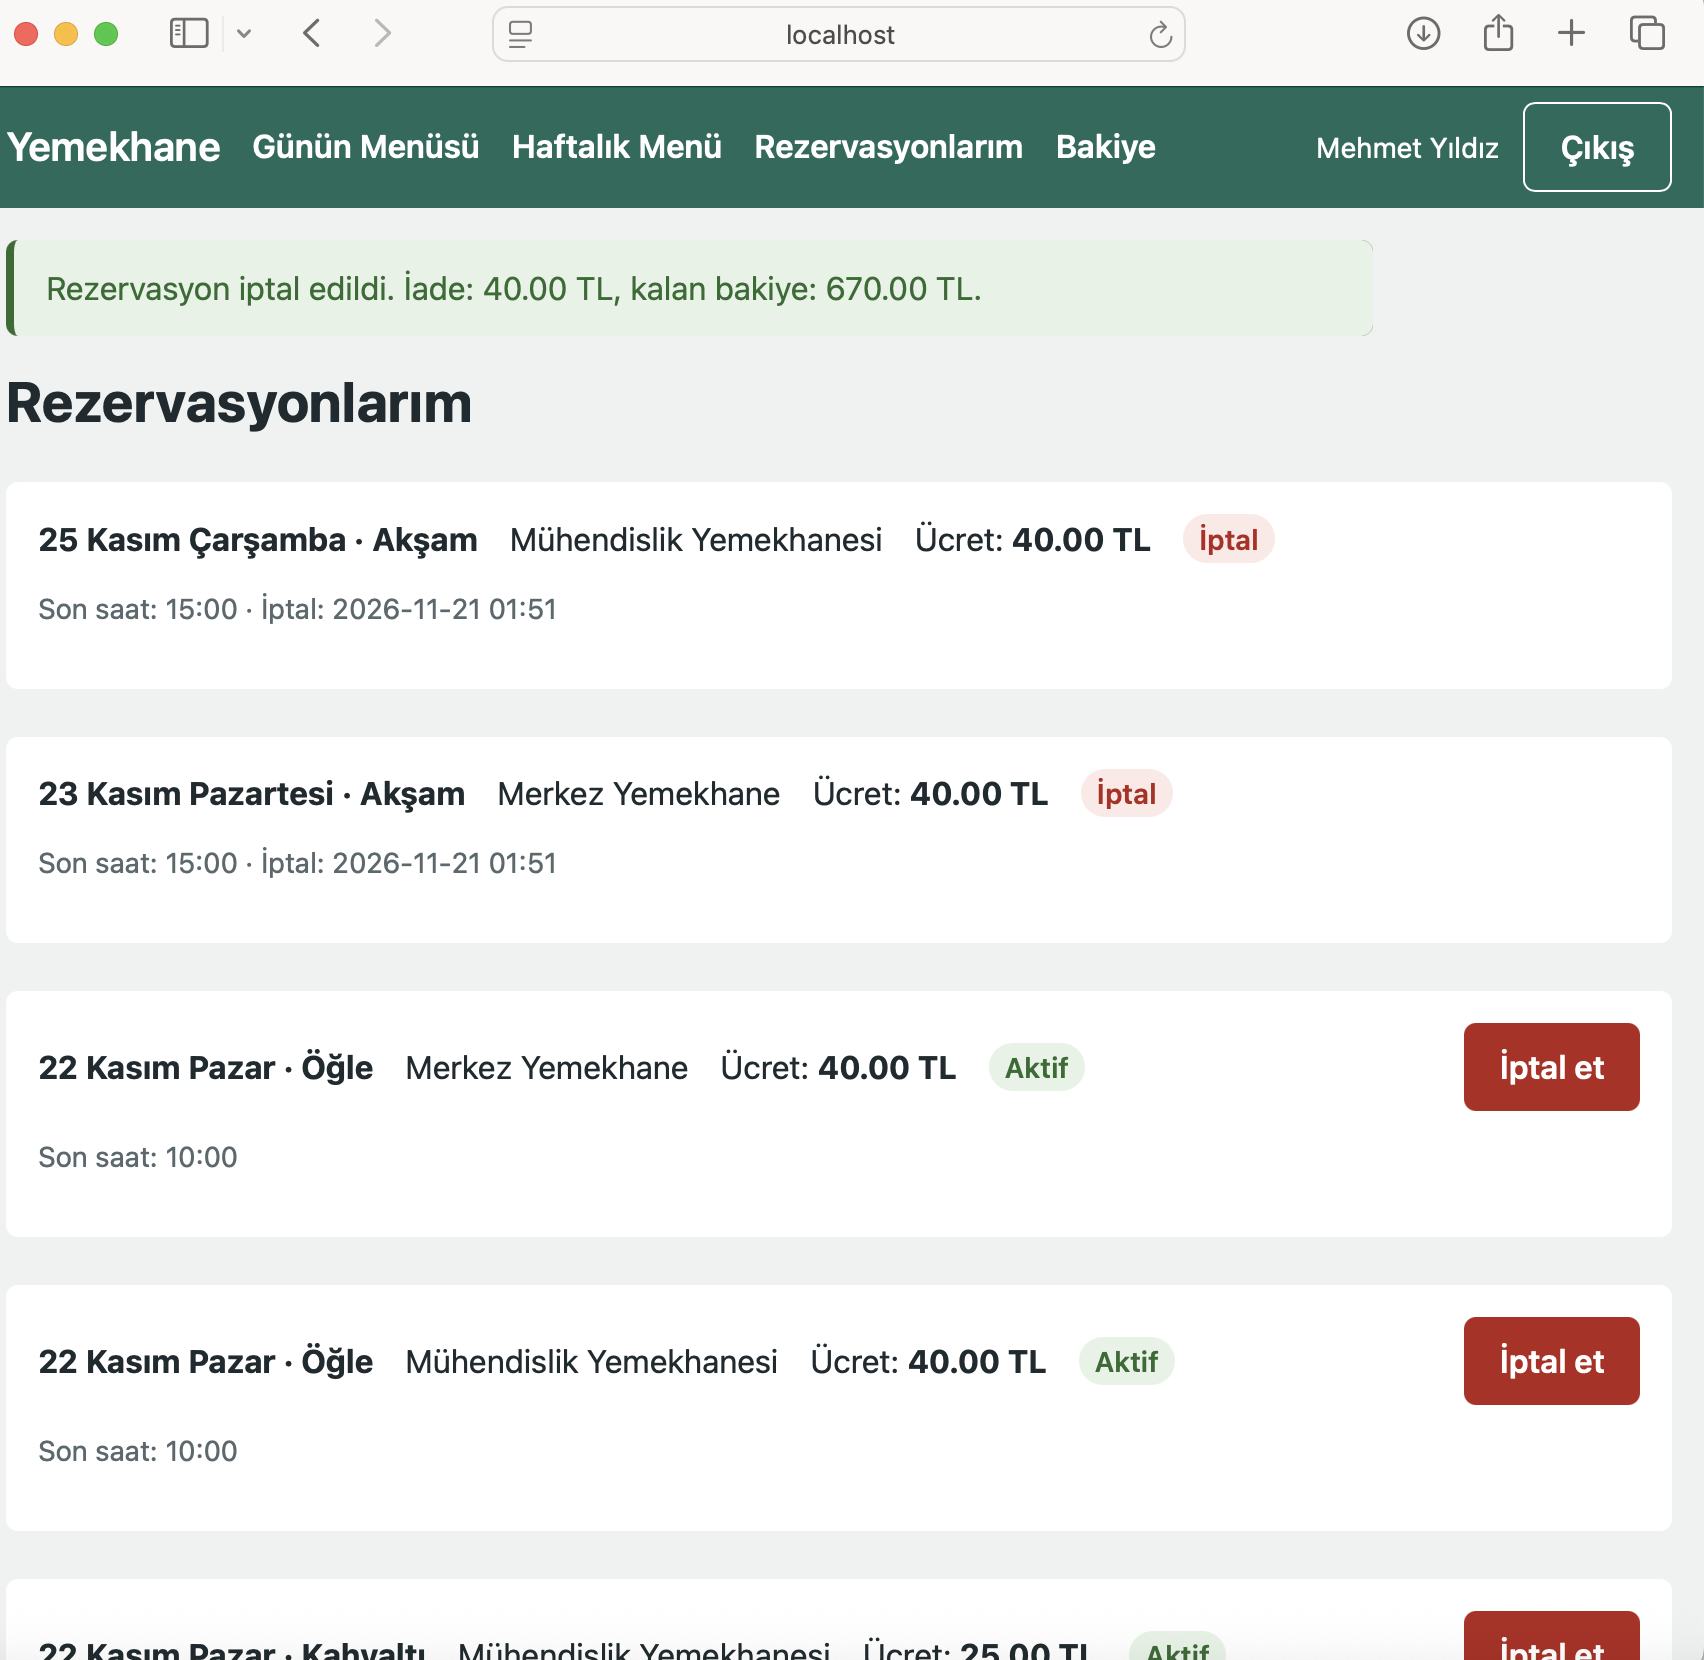 localhost
Yemekhane Günün Menüsü Haftalık Menü Rezervasyonlarım Bakiye Mehmet Yıldız Çıkış
Rezervasyon iptal edildi. İade: 40.00 TL, kalan bakiye: 670.00 TL.
Rezervasyonlarım
25 Kasım Çarşamba · Akşam Mühendislik Yemekhanesi Ücret: 40.00 TL İptal
Son saat: 15:00 · İptal: 2026-11-21 01:51
23 Kasım Pazartesi · Akşam Merkez Yemekhane Ücret: 40.00 TL İptal
Son saat: 15:00 · İptal: 2026-11-21 01:51
22 Kasım Pazar · Öğle Merkez Yemekhane Ücret: 40.00 TL Aktif İptal et
Son saat: 10:00
22 Kasım Pazar · Öğle Mühendislik Yemekhanesi Ücret: 40.00 TL Aktif İptal et
Son saat: 10:00
22 Kasım Pazar · Kahvaltı Mühendislik Yemekhanesi Ücret: 25.00 TL Aktif İptal et